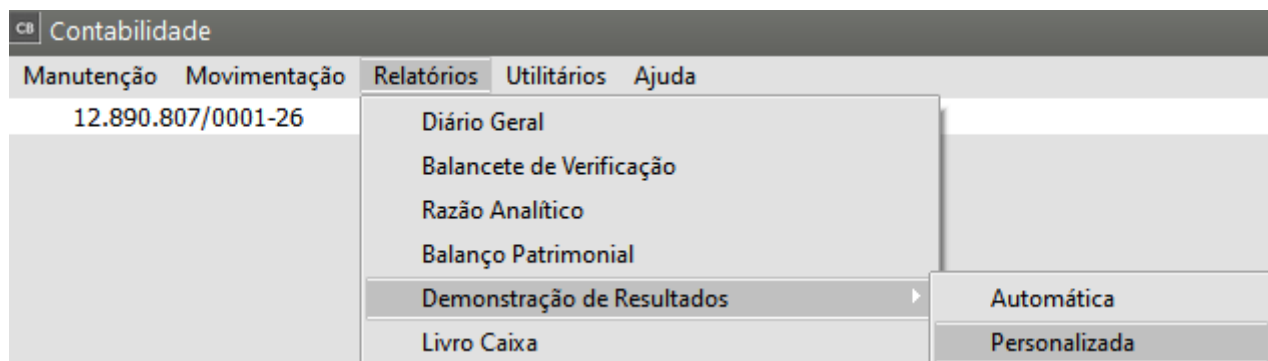 CB Contabilidade
Manutenção Movimentação Relatórios Utilitários Ajuda
12.890.807/0001-26
Diário Geral
Balancete de Verificação
Razão Analítico
Balanço Patrimonial
Demonstração de Resultados
Automática
Livro Caixa
Personalizada